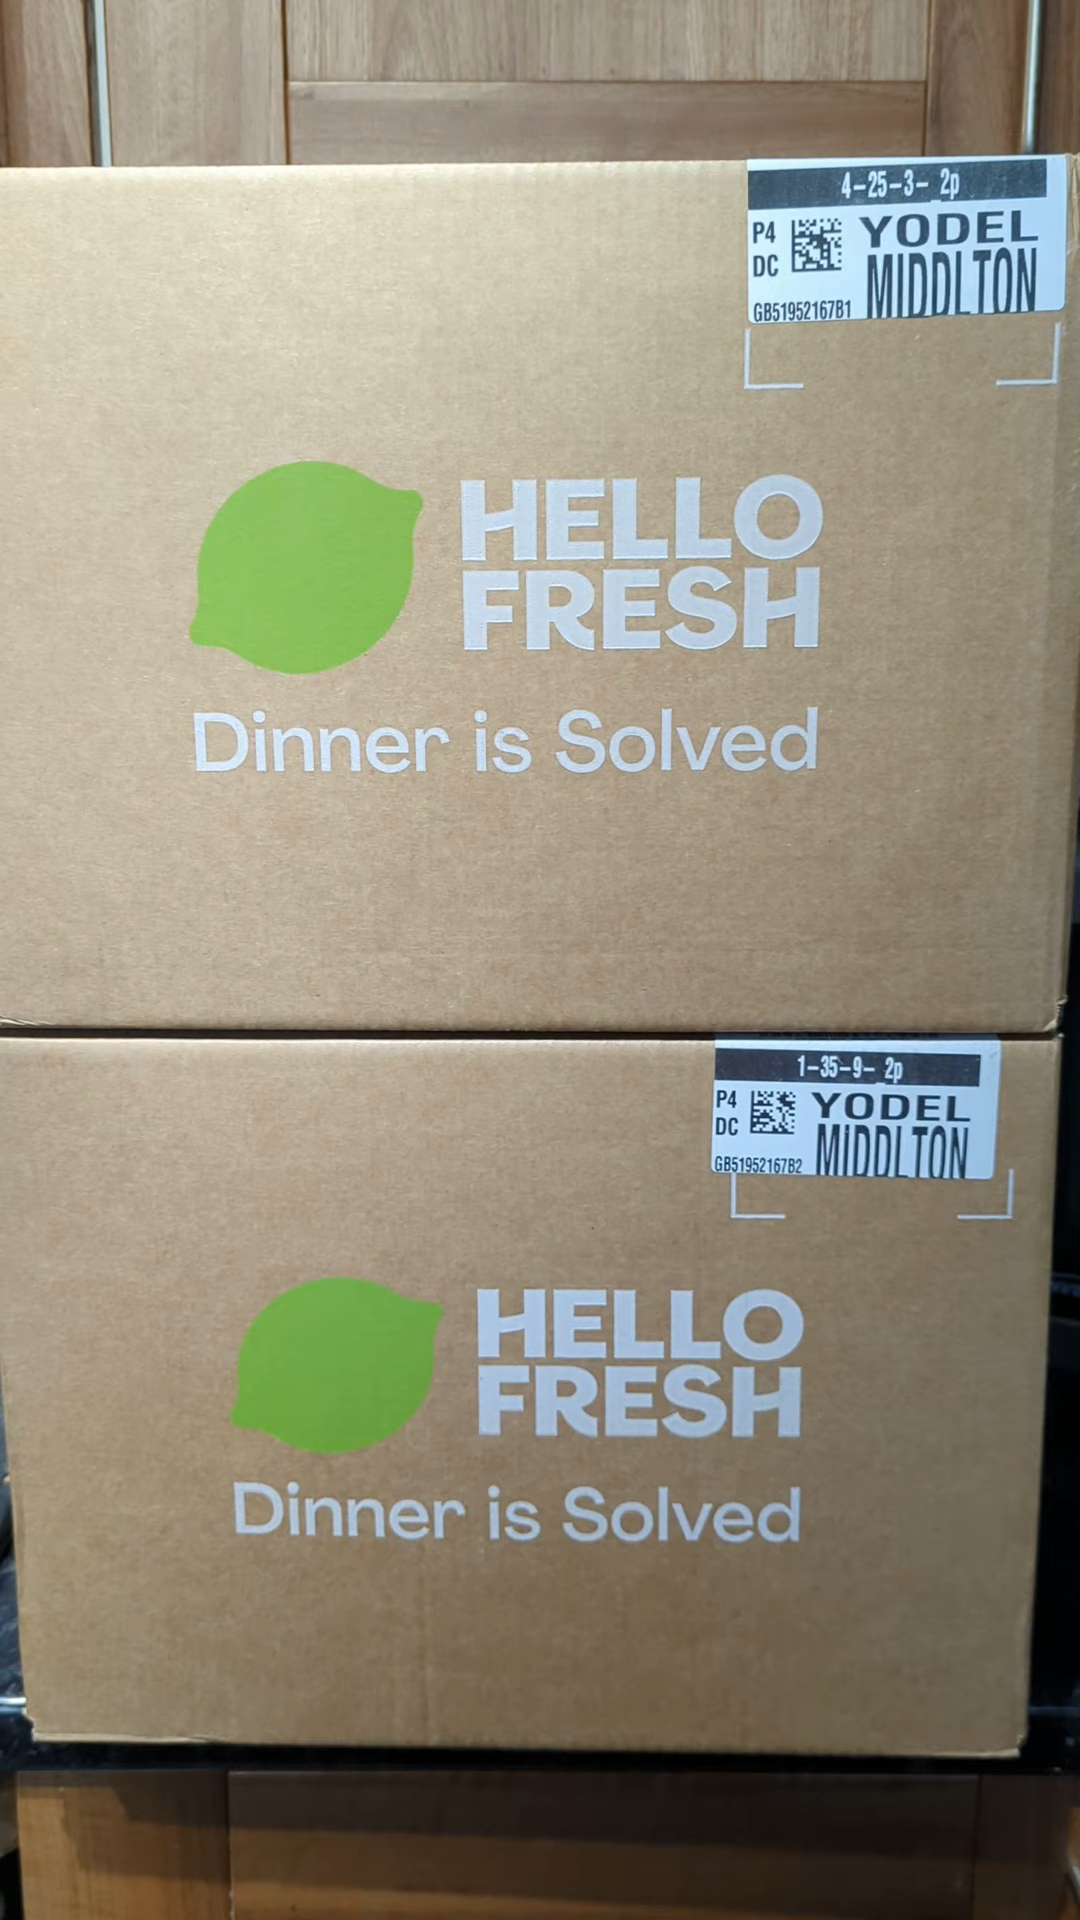 4-25-3- 2p
P4
DC
YODEL
MIDDLTON
GB51952167B1
HELLO
FRESH
Dinner is Solved
1-35-9- 2p
P4
DC
YODEL
MIDDLTON
GB51952167B2
HELLO
FRESH
Dinner is Solved